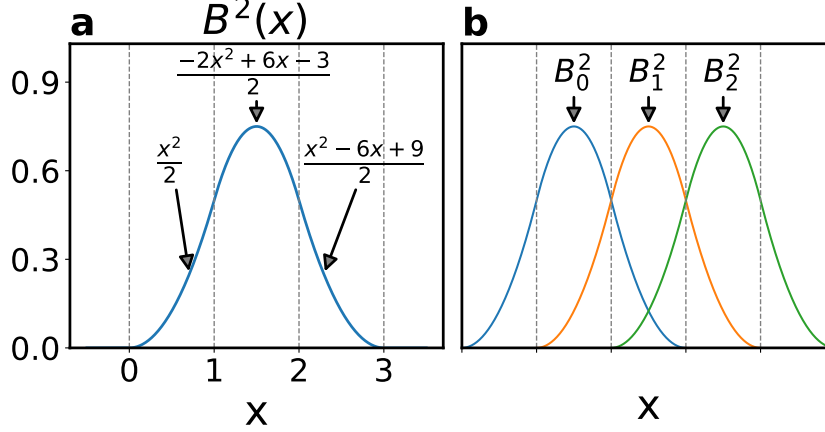 a
B²(x)
(-2x² + 6x - 3)/2
x²/2
(x² - 6x + 9)/2
0.9
0.6
0.3
0.0
0 1 2 3
x
b
B₀² B₁² B₂²
x